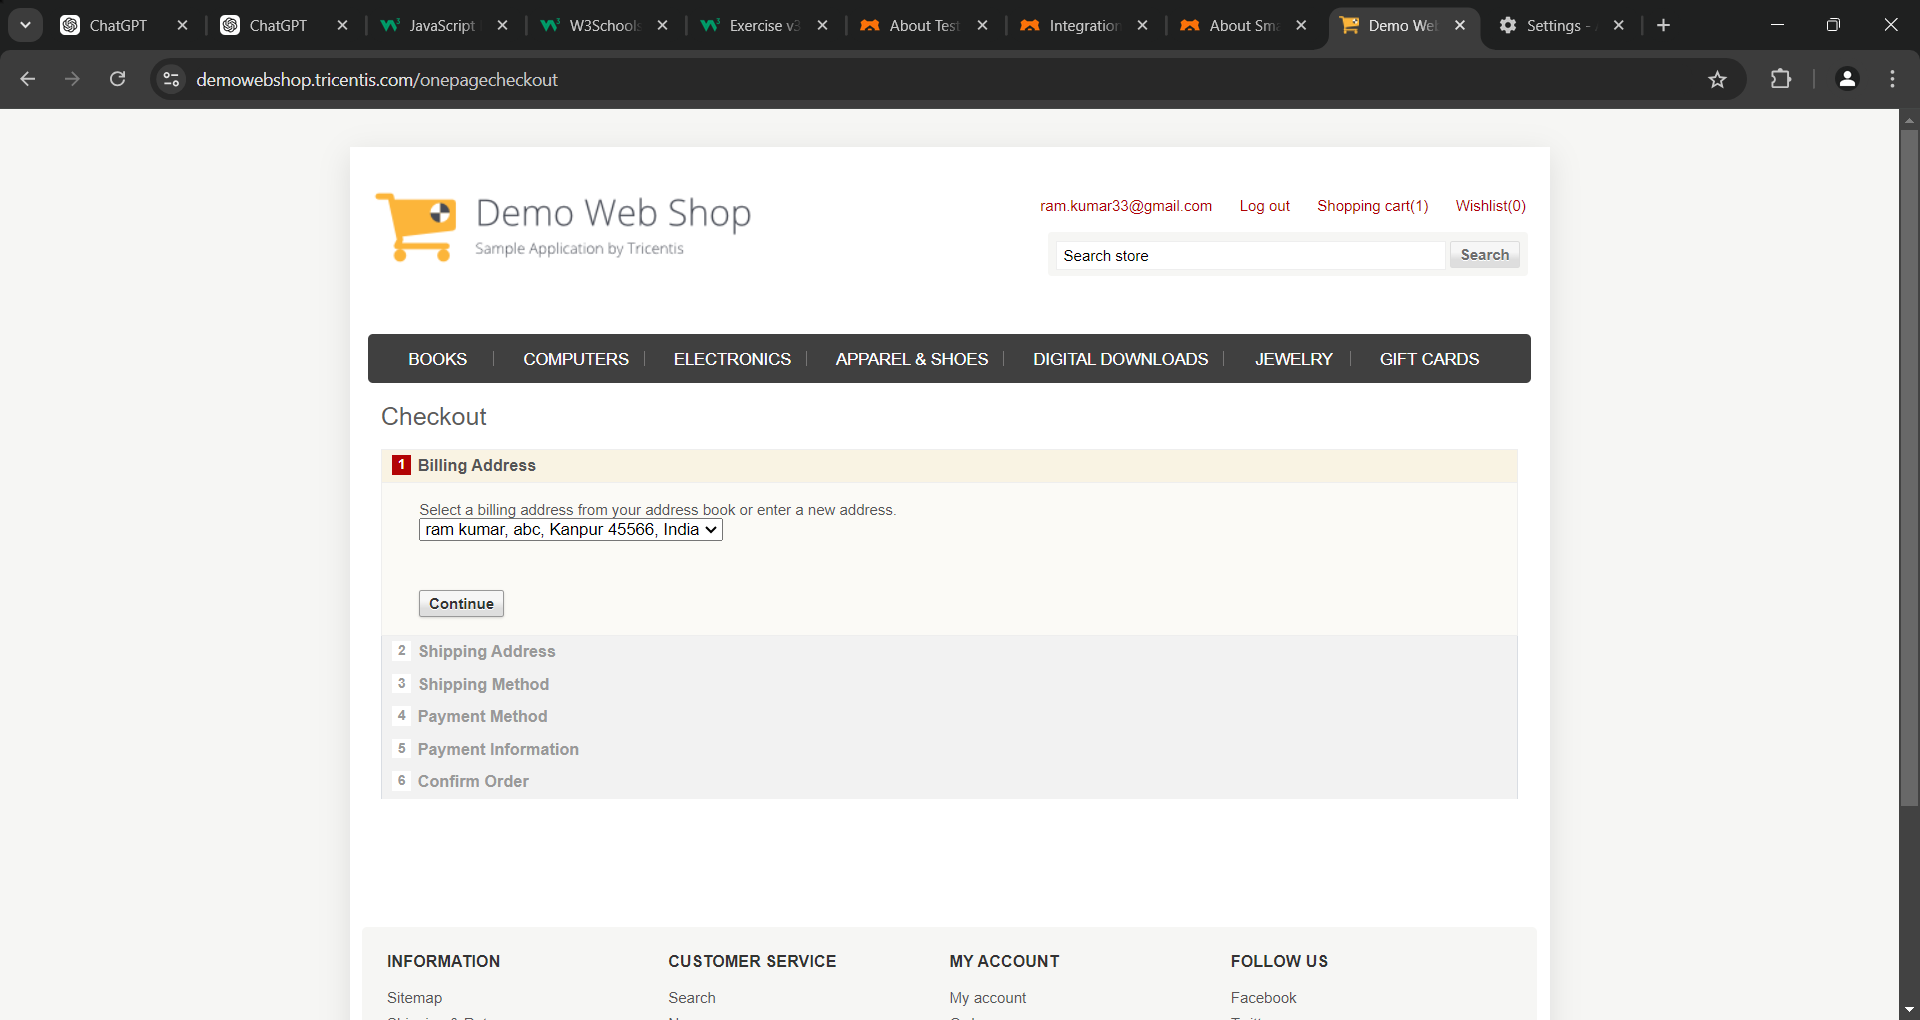 ChatGPT
ChatGPT
JavaScript
W3Schools
Exercise v3
About Test
Integration
About Sma
Demo Web
Settings -
demowebshop.tricentis.com/onepagecheckout
Demo Web Shop
Sample Application by Tricentis
ram.kumar33@gmail.com Log out Shopping cart(1) Wishlist(0)
Search store Search
BOOKS COMPUTERS ELECTRONICS APPAREL & SHOES DIGITAL DOWNLOADS JEWELRY GIFT CARDS
Checkout
1 Billing Address
Select a billing address from your address book or enter a new address.
ram kumar, abc, Kanpur 45566, India
Continue
2 Shipping Address
3 Shipping Method
4 Payment Method
5 Payment Information
6 Confirm Order
INFORMATION CUSTOMER SERVICE MY ACCOUNT FOLLOW US
Sitemap Search My account Facebook